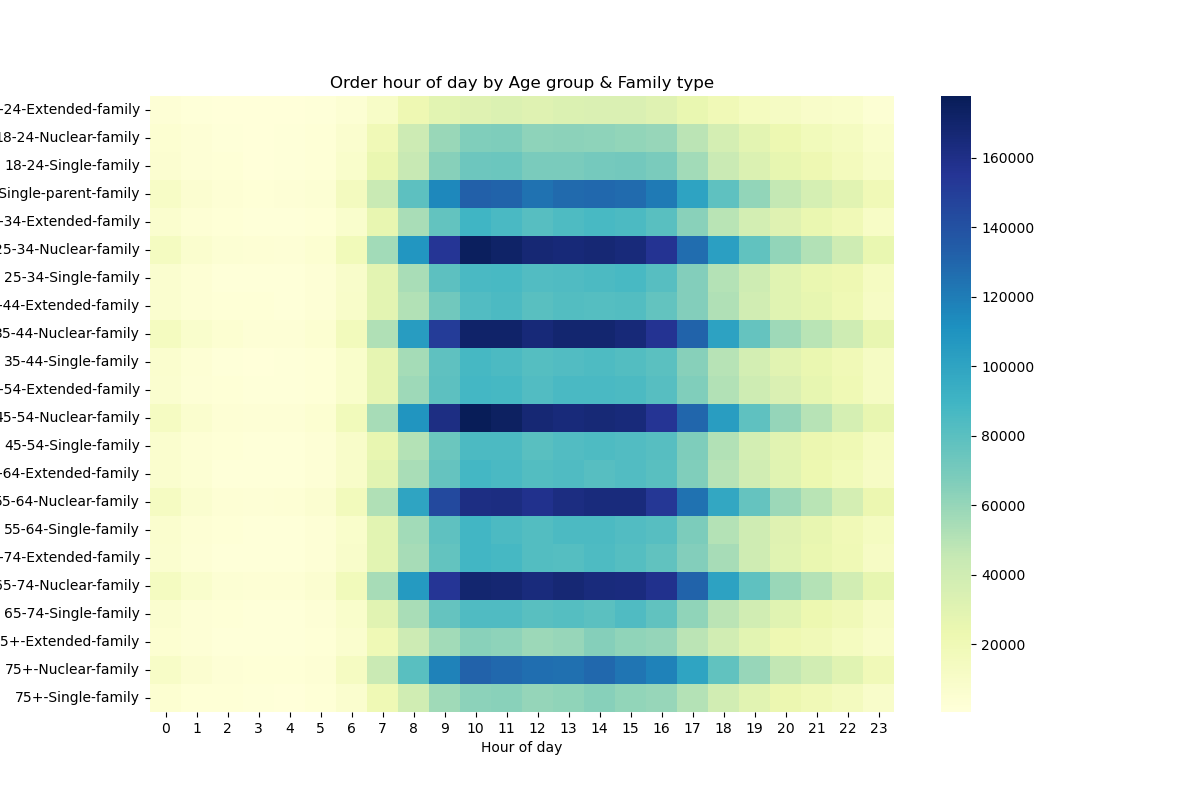 Order hour of day by Age group & Family type
-24-Extended-family
18-24-Nuclear-family
18-24-Single-family
Single-parent-family
-34-Extended-family
25-34-Nuclear-family
25-34-Single-family
-44-Extended-family
35-44-Nuclear-family
35-44-Single-family
-54-Extended-family
45-54-Nuclear-family
45-54-Single-family
-64-Extended-family
55-64-Nuclear-family
55-64-Single-family
-74-Extended-family
65-74-Nuclear-family
65-74-Single-family
5+-Extended-family
75+-Nuclear-family
75+-Single-family
0 1 2 3 4 5 6 7 8 9 10 11 12 13 14 15 16 17 18 19 20 21 22 23
Hour of day
160000
140000
120000
100000
80000
60000
40000
20000